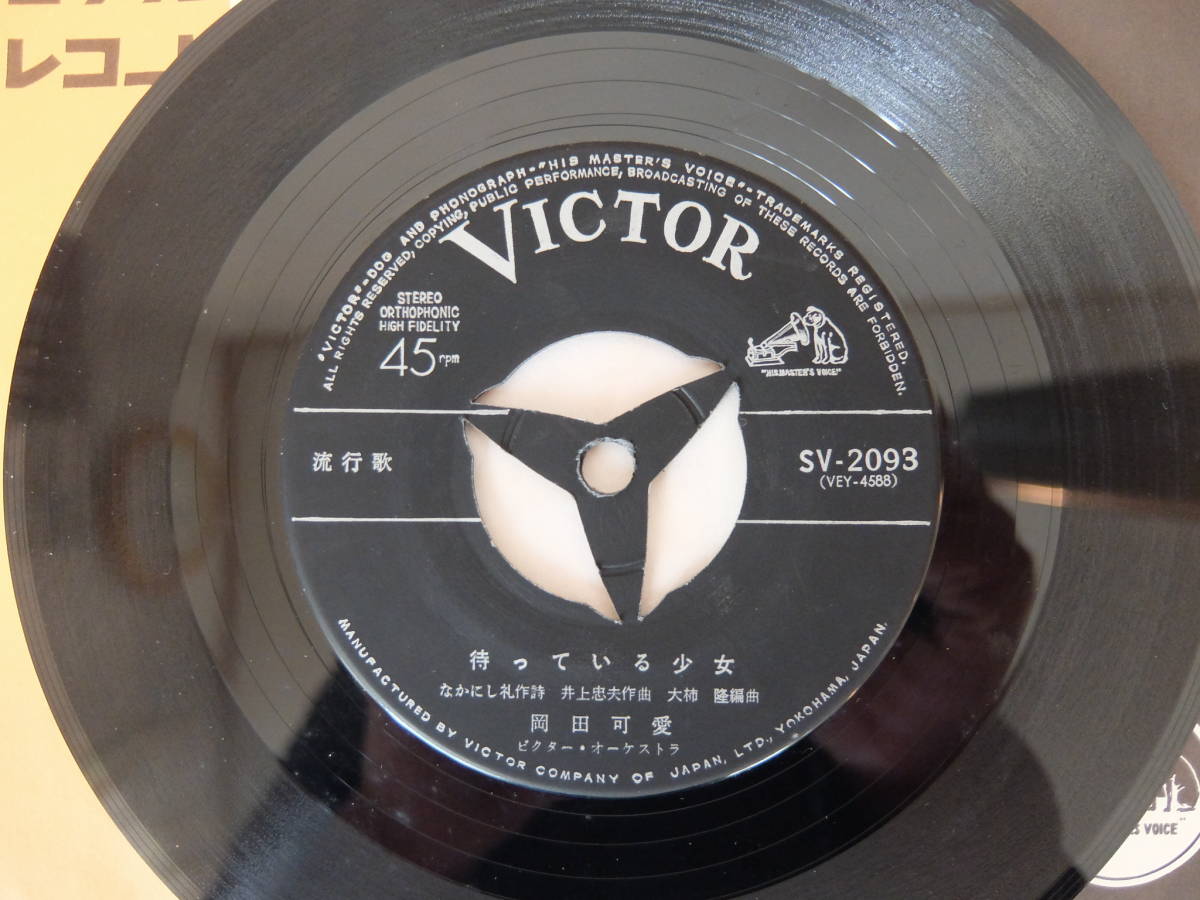 レコー
"VICTOR"-DOG AND PHONOGRAPH-"HIS MASTER'S VOICE"-TRADEMARKS REGISTERED.
ALL RIGHTS RESERVED, COPYING, PUBLIC PERFORMANCE, BROADCASTING OF THESE RECORDS ARE FORBIDDEN.
VICTOR
STEREO
ORTHOPHONIC
HIGH FIDELITY
45 rpm
"HIS MASTER'S VOICE"
流行歌
SV-2093
(VEY-4588)
待っている少女
なかにし礼作詩 井上忠夫作曲 大柿 隆編曲
岡田可愛
ビクター・オーケストラ
MANUFACTURED BY VICTOR COMPANY OF JAPAN, LTD., YOKOHAMA, JAPAN.
VOICE"